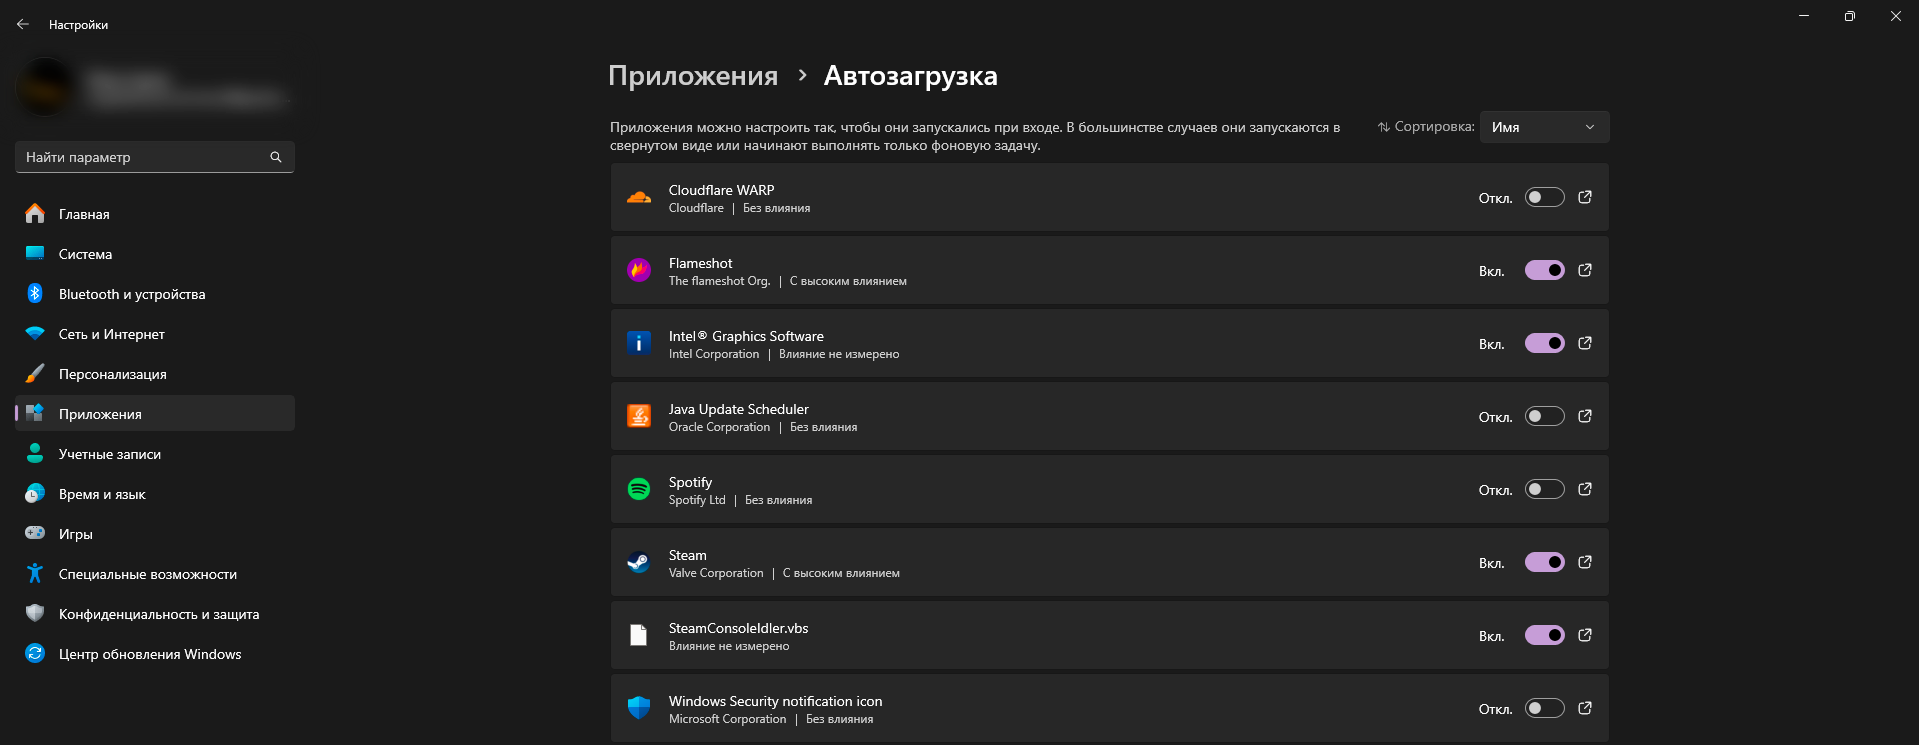 Настройки
Найти параметр
Главная
Система
Bluetooth и устройства
Сеть и Интернет
Персонализация
Приложения
Учетные записи
Время и язык
Игры
Специальные возможности
Конфиденциальность и защита
Центр обновления Windows
Приложения > Автозагрузка
Приложения можно настроить так, чтобы они запускались при входе. В большинстве случаев они запускаются в
свернутом виде или начинают выполнять только фоновую задачу.
Сортировка: Имя
Cloudflare WARP
Cloudflare | Без влияния
Откл.
Flameshot
The flameshot Org. | С высоким влиянием
Вкл.
Intel® Graphics Software
Intel Corporation | Влияние не измерено
Вкл.
Java Update Scheduler
Oracle Corporation | Без влияния
Откл.
Spotify
Spotify Ltd | Без влияния
Откл.
Steam
Valve Corporation | С высоким влиянием
Вкл.
SteamConsoleIdler.vbs
Влияние не измерено
Вкл.
Windows Security notification icon
Microsoft Corporation | Без влияния
Откл.